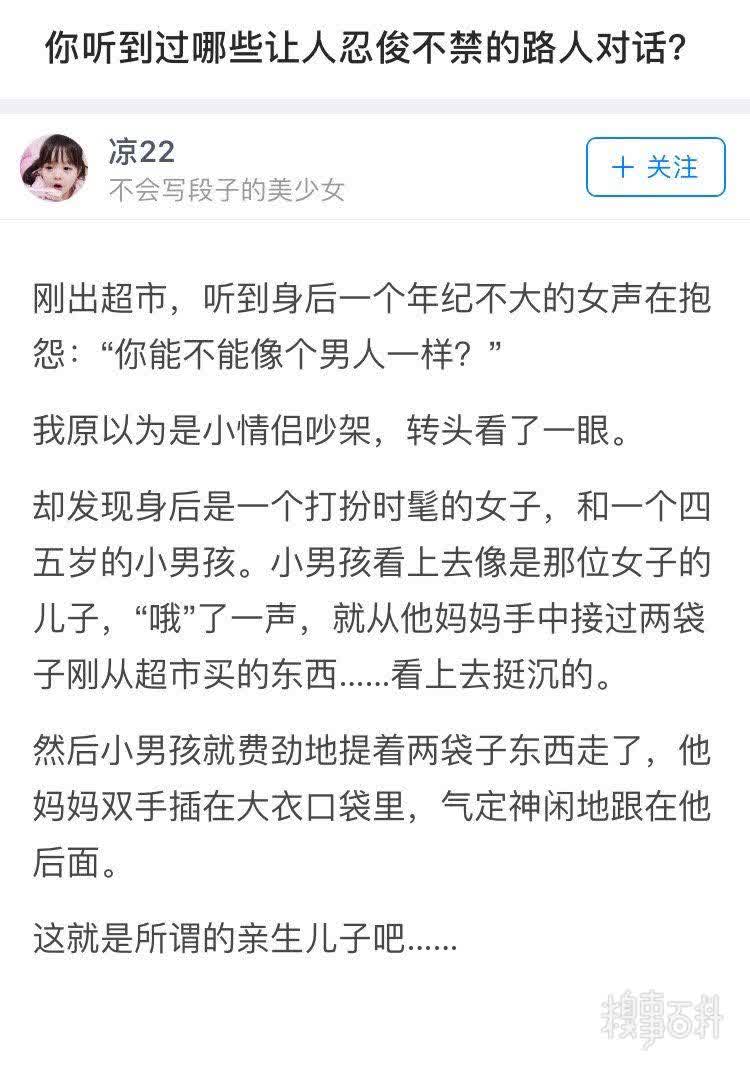 你听到过哪些让人忍俊不禁的路人对话?
凉22
不会写段子的美少女
＋ 关注
刚出超市，听到身后一个年纪不大的女声在抱
怨：“你能不能像个男人一样？”
我原以为是小情侣吵架，转头看了一眼。
却发现身后是一个打扮时髦的女子，和一个四
五岁的小男孩。小男孩看上去像是那位女子的
儿子，“哦”了一声，就从他妈妈手中接过两袋
子刚从超市买的东西……看上去挺沉的。
然后小男孩就费劲地提着两袋子东西走了，他
妈妈双手插在大衣口袋里，气定神闲地跟在他
后面。
这就是所谓的亲生儿子吧……
糗事百科